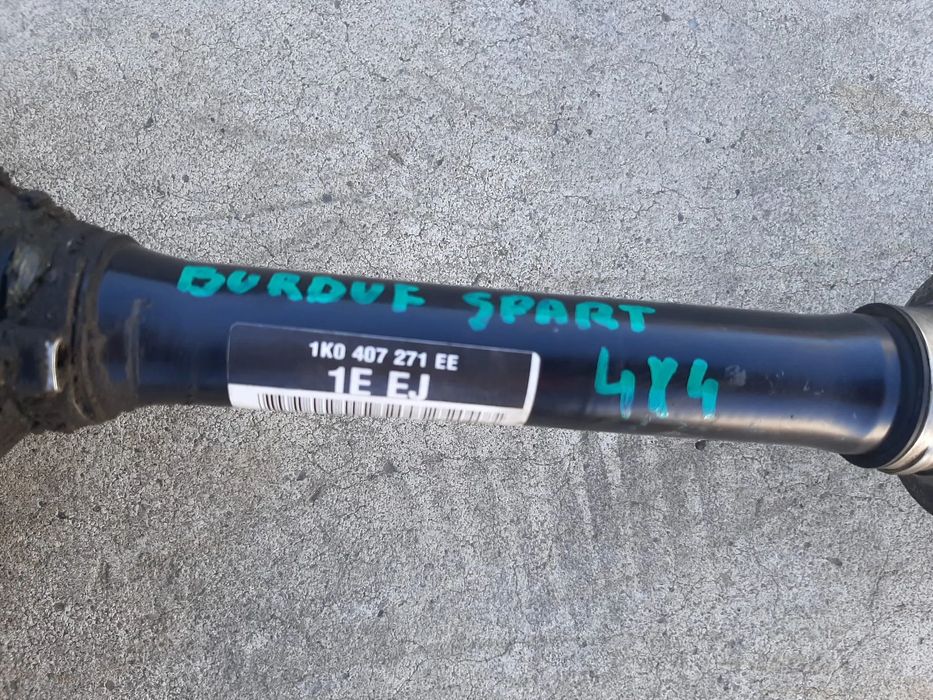 BURDUF SPART
4X4
1K0 407 271 EE
1E EJ